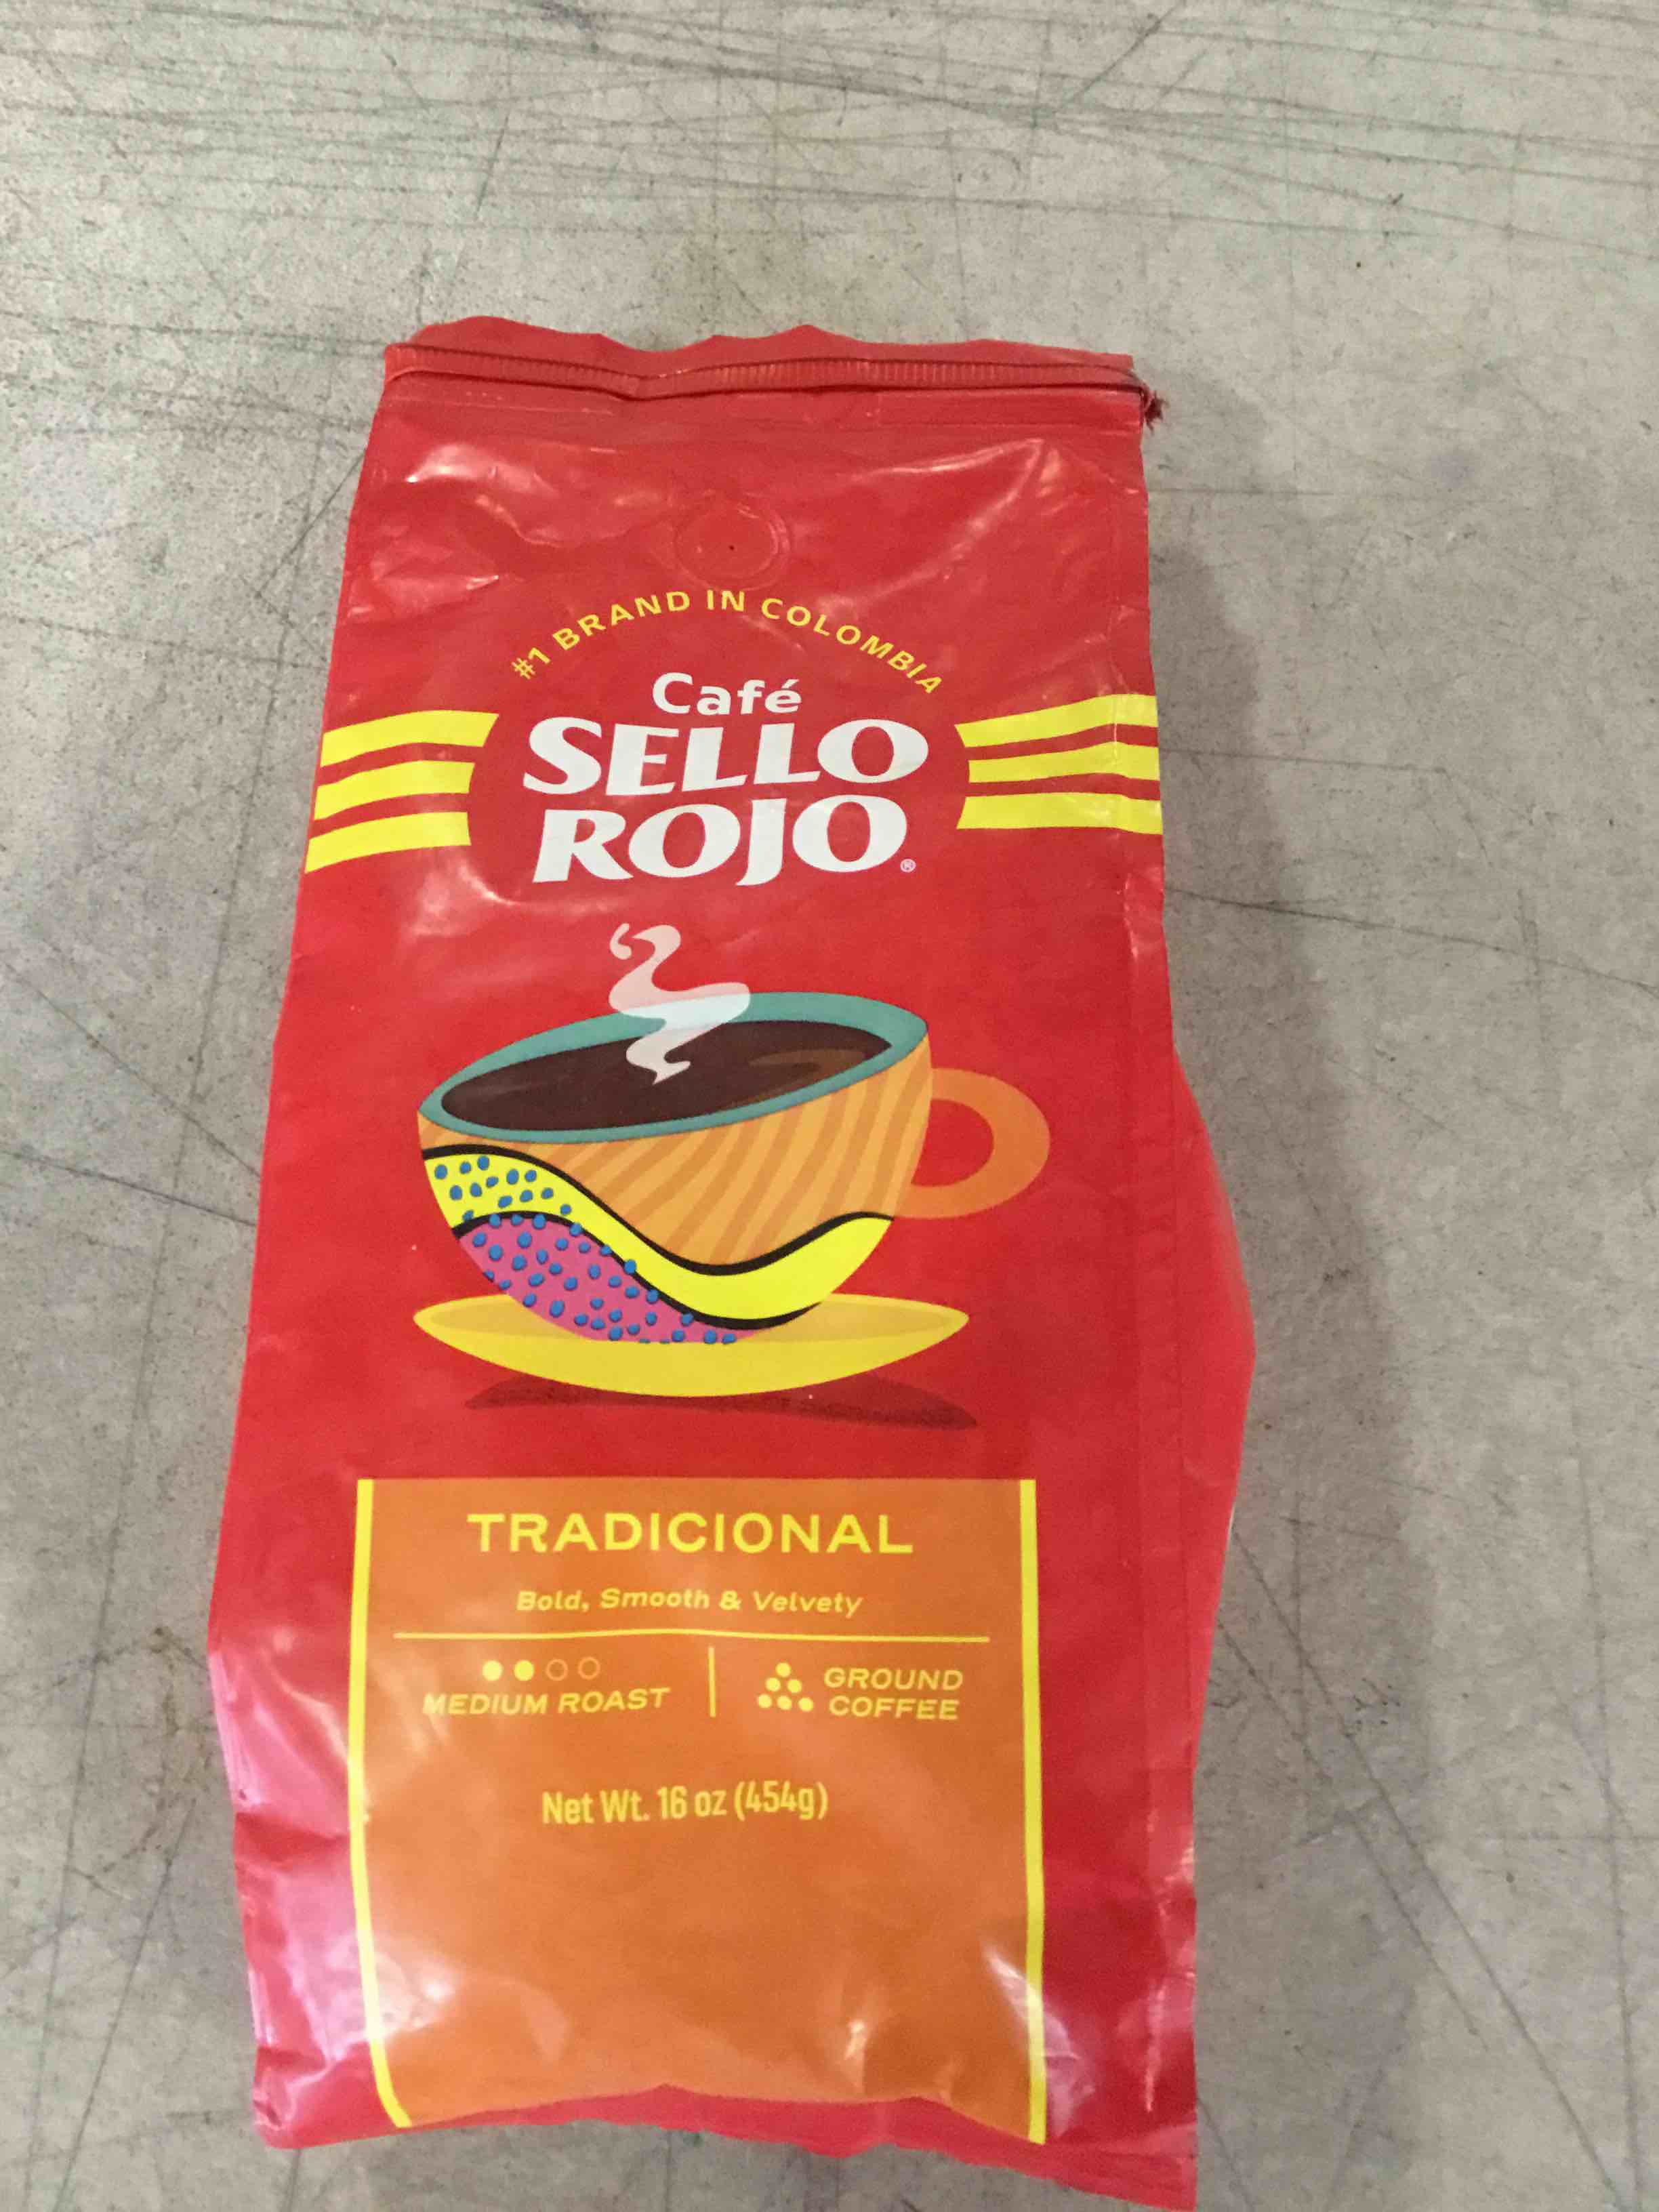 #1 BRAND IN COLOMBIA
Café
SELLO
ROJO®
TRADICIONAL
Bold, Smooth & Velvety
MEDIUM ROAST
GROUND
COFFEE
Net Wt. 16 oz (454g)